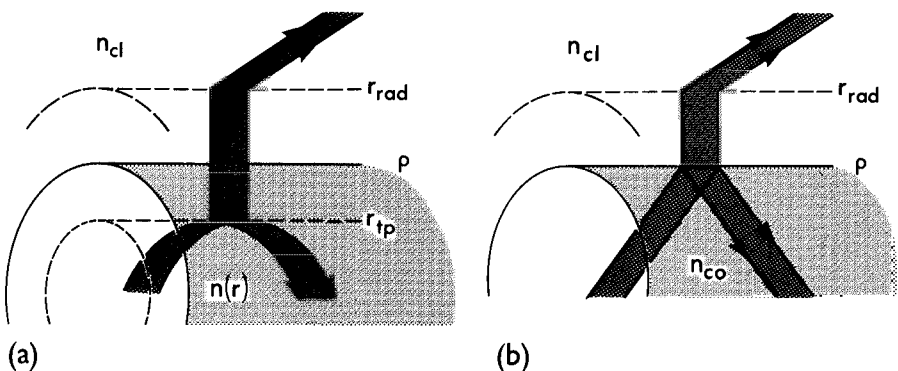 n_cl
r_rad
ρ
r_tp
n(r)
(a)
n_cl
r_rad
ρ
n_co
(b)